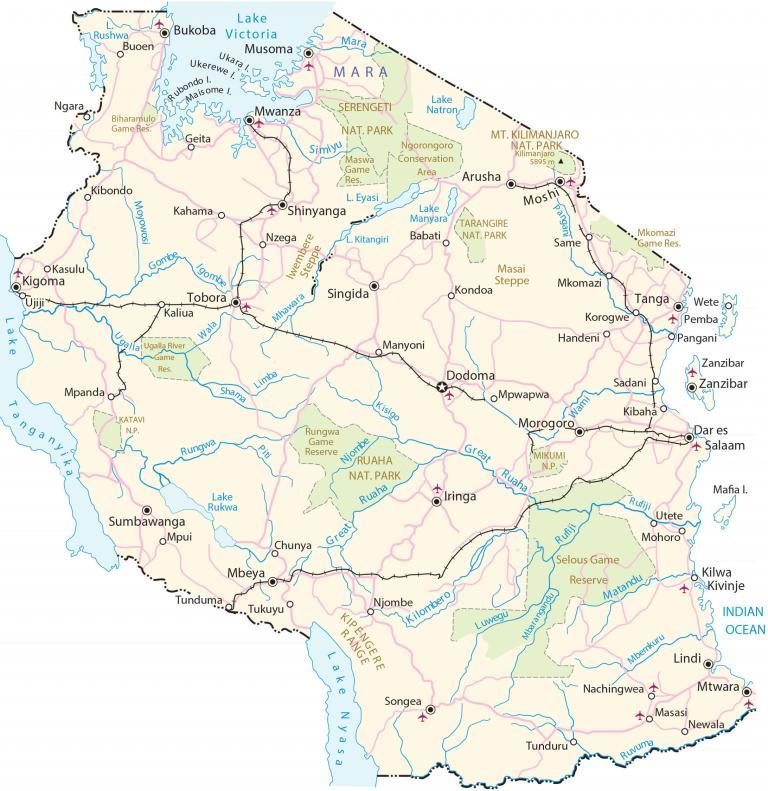 Lake
Victoria
Bukoba
L.
Rushwa
Buoen
Musoma
Mara
MARA
Ukara I.
Ukerewe I.
Rubondo I.
Maisome I.
Ngara
Biharamulo
Game Res.
Mwanza
Geita
Simiyu
SERENGETI
NAT. PARK
Maswa
Game
Res.
Ngorongoro
Conservation
Area
Lake
Natron
MT. KILIMANJARO
NAT. PARK
Kilimanjaro
5895 m
Arusha
Moshi
Kibondo
Moyowosi
Kahama
Shinyanga
L. Eyasi
Lake
Manyara
L. Kitangiri
Babati
TARANGIRE
NAT. PARK
Pangani
Same
Mkomazi
Game Res.
Nzega
Iwembere
Steppe
Masai
Steppe
Kasulu
Kigoma
Ujiji
Gombe
Igombe
Tobora
Mhawara
Singida
Kondoa
Mkomazi
Tanga
Wete
Pemba
Kaliua
Korogwe
Handeni
Pangani
Lake
Tanganyika
Ugalla
Wala
Ugalla River
Game
Res.
Manyoni
Dodoma
Mpwapwa
Zanzibar
Zanzibar
Sadani
Kibaha
Mpanda
Shama
Limba
Kisigo
Wami
Morogoro
Dar es
Salaam
KATAVI
N.P.
Rungwa
Piti
Rungwa
Game
Reserve
Njombe
RUAHA
NAT. PARK
Great
Ruaha
Great
Ruaha
MIKUMI
N.P.
Iringa
Mafia I.
Lake
Rukwa
Sumbawanga
Mpui
Rufiji
Rufiji
Utete
Mohoro
Chunya
Mbeya
Selous Game
Reserve
Kilwa
Kivinje
Matandu
Tunduma
Tukuyu
Njombe
Kilombero
Luwegu
Mbarangandu
INDIAN
OCEAN
KIPENGERE
RANGE
Mbemkuru
Lindi
Lake Nyasa
Songea
Nachingwea
Mtwara
Masasi
Newala
Tunduru
Ruvuma